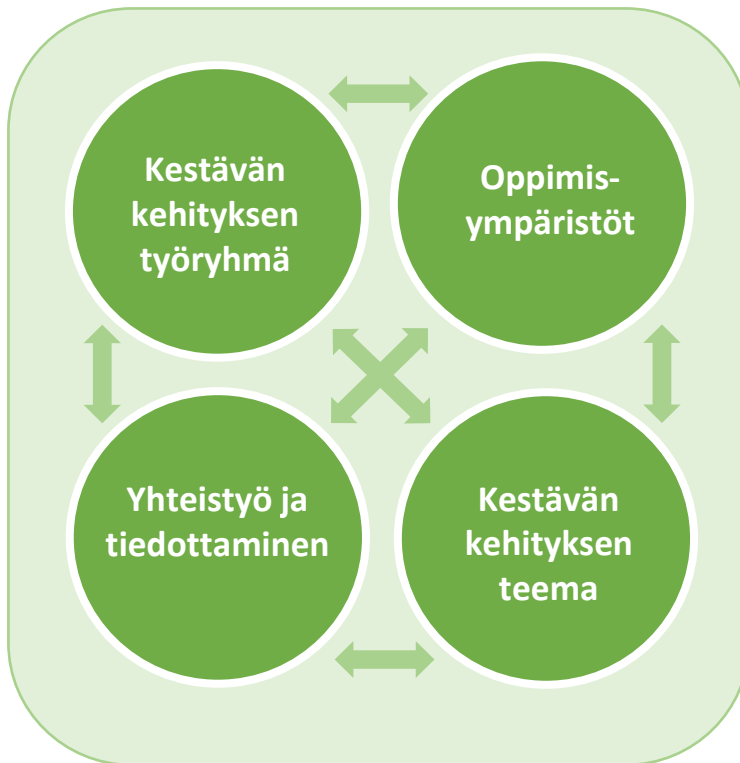 Kestävän
kehityksen
työryhmä
Oppimis-
ympäristöt
Yhteistyö ja
tiedottaminen
Kestävän
kehityksen
teema